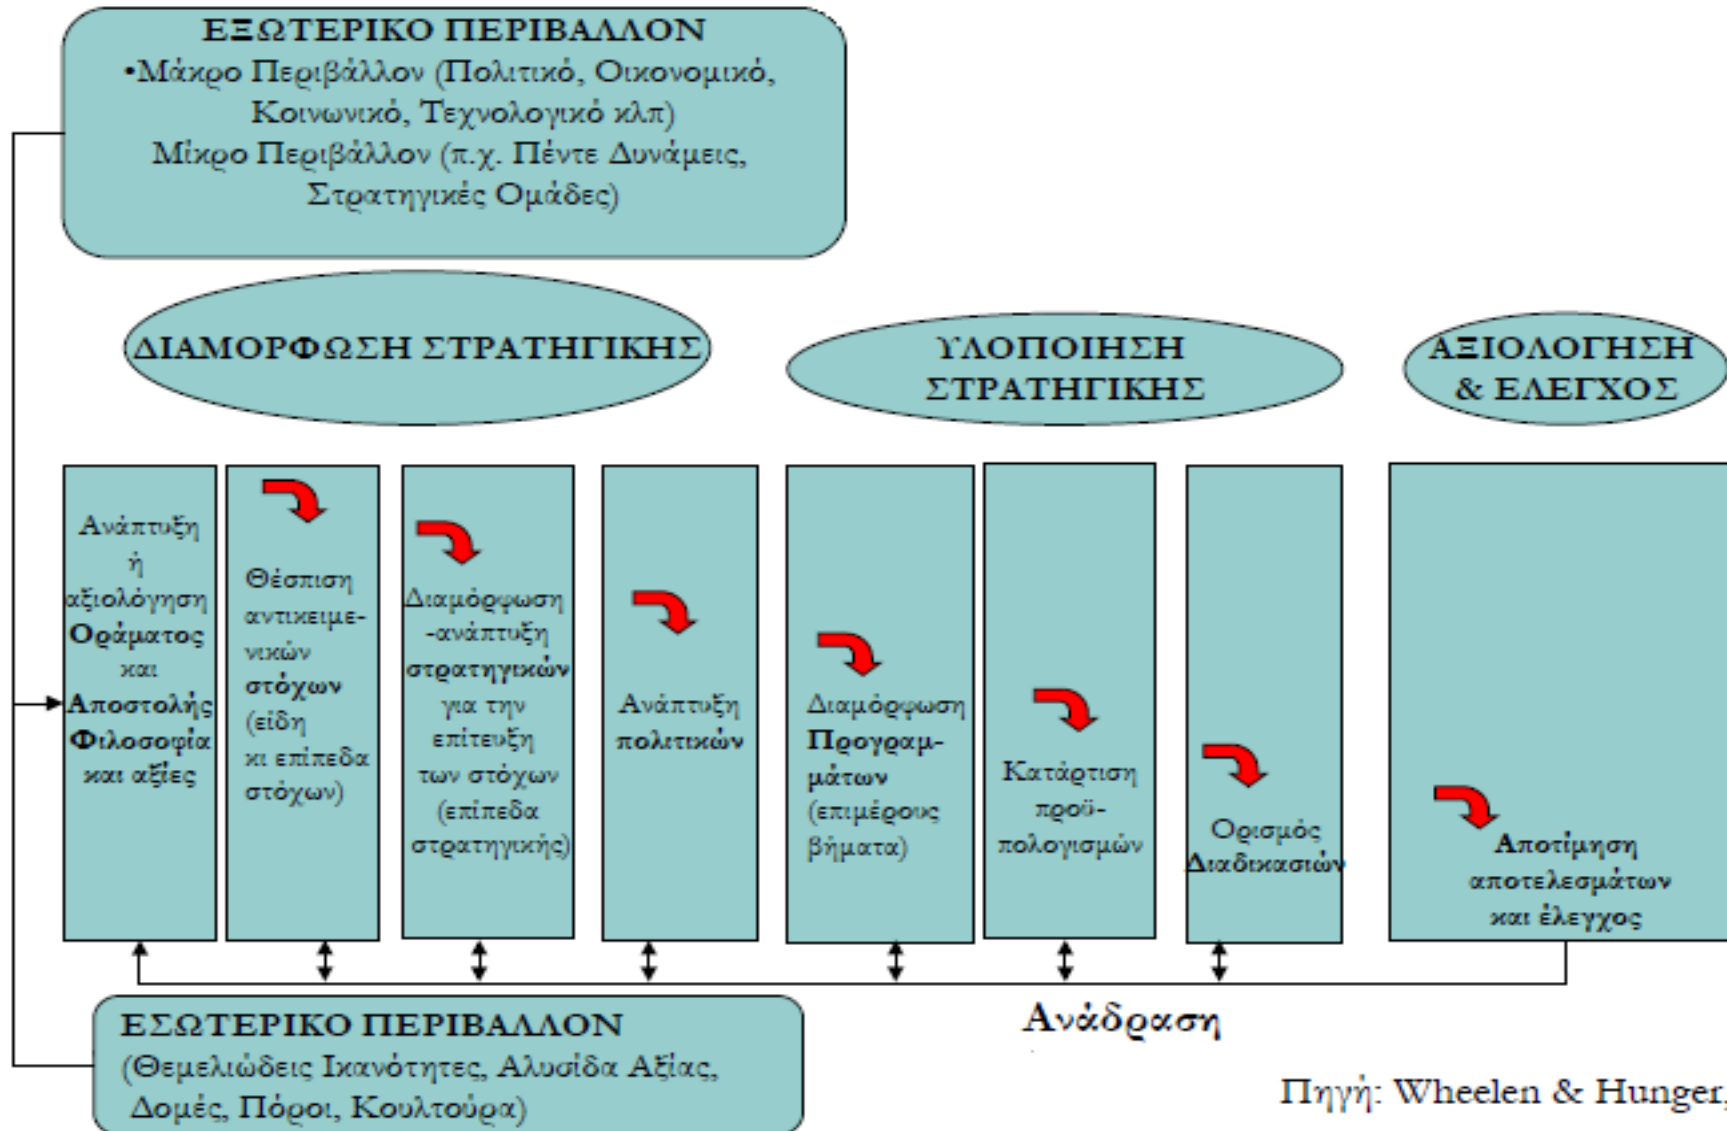 ΕΞΩΤΕΡΙΚΟ ΠΕΡΙΒΑΛΛΟΝ
•Μάκρο Περιβάλλον (Πολιτικό, Οικονομικό,
Κοινωνικό, Τεχνολογικό κλπ)
Μίκρο Περιβάλλον (π.χ. Πέντε Δυνάμεις,
Στρατηγικές Ομάδες)
ΔΙΑΜΟΡΦΩΣΗ ΣΤΡΑΤΗΓΙΚΗΣ
ΥΛΟΠΟΙΗΣΗ
ΣΤΡΑΤΗΓΙΚΗΣ
ΑΞΙΟΛΟΓΗΣΗ
& ΕΛΕΓΧΟΣ
Ανάπτυξη
ή
αξιολόγηση
Οράματος
και
Αποστολής
Φιλοσοφία
και αξίες
Θέσπιση
αντικειμε-
νικών
στόχων
(είδη
κι επίπεδα
στόχων)
Διαμόρφωση
-ανάπτυξη
στρατηγικών
για την
επίτευξη
των στόχων
(επίπεδα
στρατηγικής)
Ανάπτυξη
πολιτικών
Διαμόρφωση
Προγραμ-
μάτων
(επιμέρους
βήματα)
Κατάρτιση
προϋ-
πολογισμών
Ορισμός
Διαδικασιών
Αποτίμηση
αποτελεσμάτων
και έλεγχος
Ανάδραση
ΕΣΩΤΕΡΙΚΟ ΠΕΡΙΒΑΛΛΟΝ
(Θεμελιώδεις Ικανότητες, Αλυσίδα Αξίας,
Δομές, Πόροι, Κουλτούρα)
Πηγή: Wheelen & Hunger,